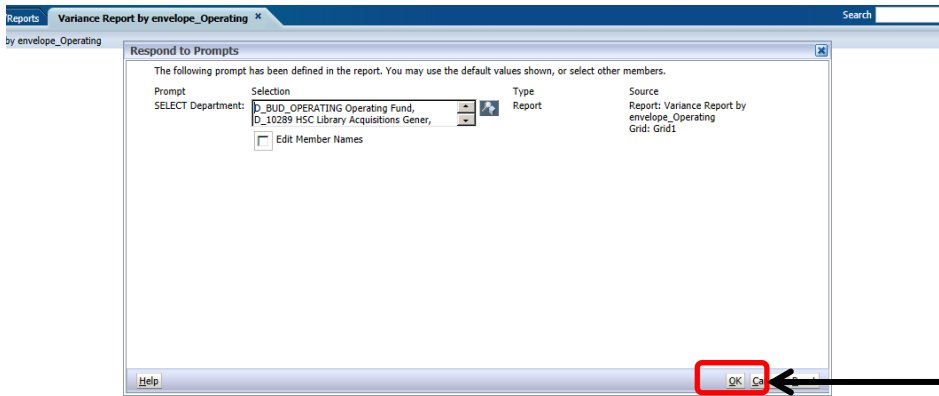 Reports Variance Report by envelope_Operating × Search
by envelope_Operating
Respond to Prompts
The following prompt has been defined in the report. You may use the default values shown, or select other members.
Prompt Selection Type Source
SELECT Department: D_BUD_OPERATING Operating Fund, Report Report: Variance Report by
D_10289 HSC Library Acquisitions Gener, envelope_Operating
Grid: Grid1
Edit Member Names
Help OK Ca